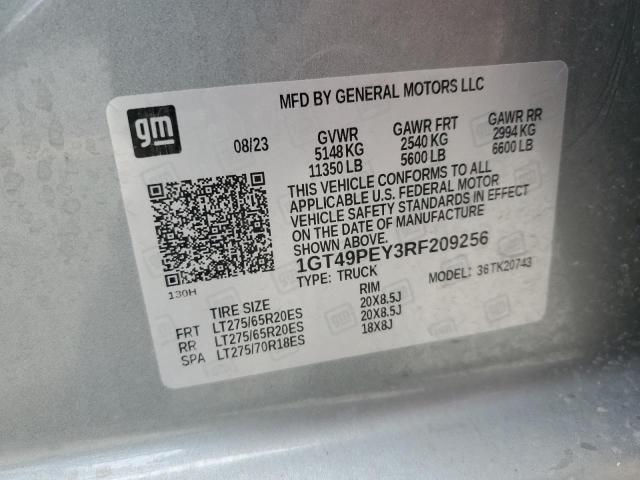 MFD BY GENERAL MOTORS LLC
gm
08/23 GVWR GAWR FRT GAWR RR
5148 KG 2540 KG 2994 KG
11350 LB 5600 LB 6600 LB
THIS VEHICLE CONFORMS TO ALL
APPLICABLE U.S. FEDERAL MOTOR
VEHICLE SAFETY STANDARDS IN EFFECT
ON THE DATE OF MANUFACTURE
SHOWN ABOVE.
1GT49PEY3RF209256
130H TYPE: TRUCK MODEL: 36TK20743
TIRE SIZE RIM
FRT LT275/65R20ES 20X8.5J
RR LT275/65R20ES 20X8.5J
SPA LT275/70R18ES 18X8J